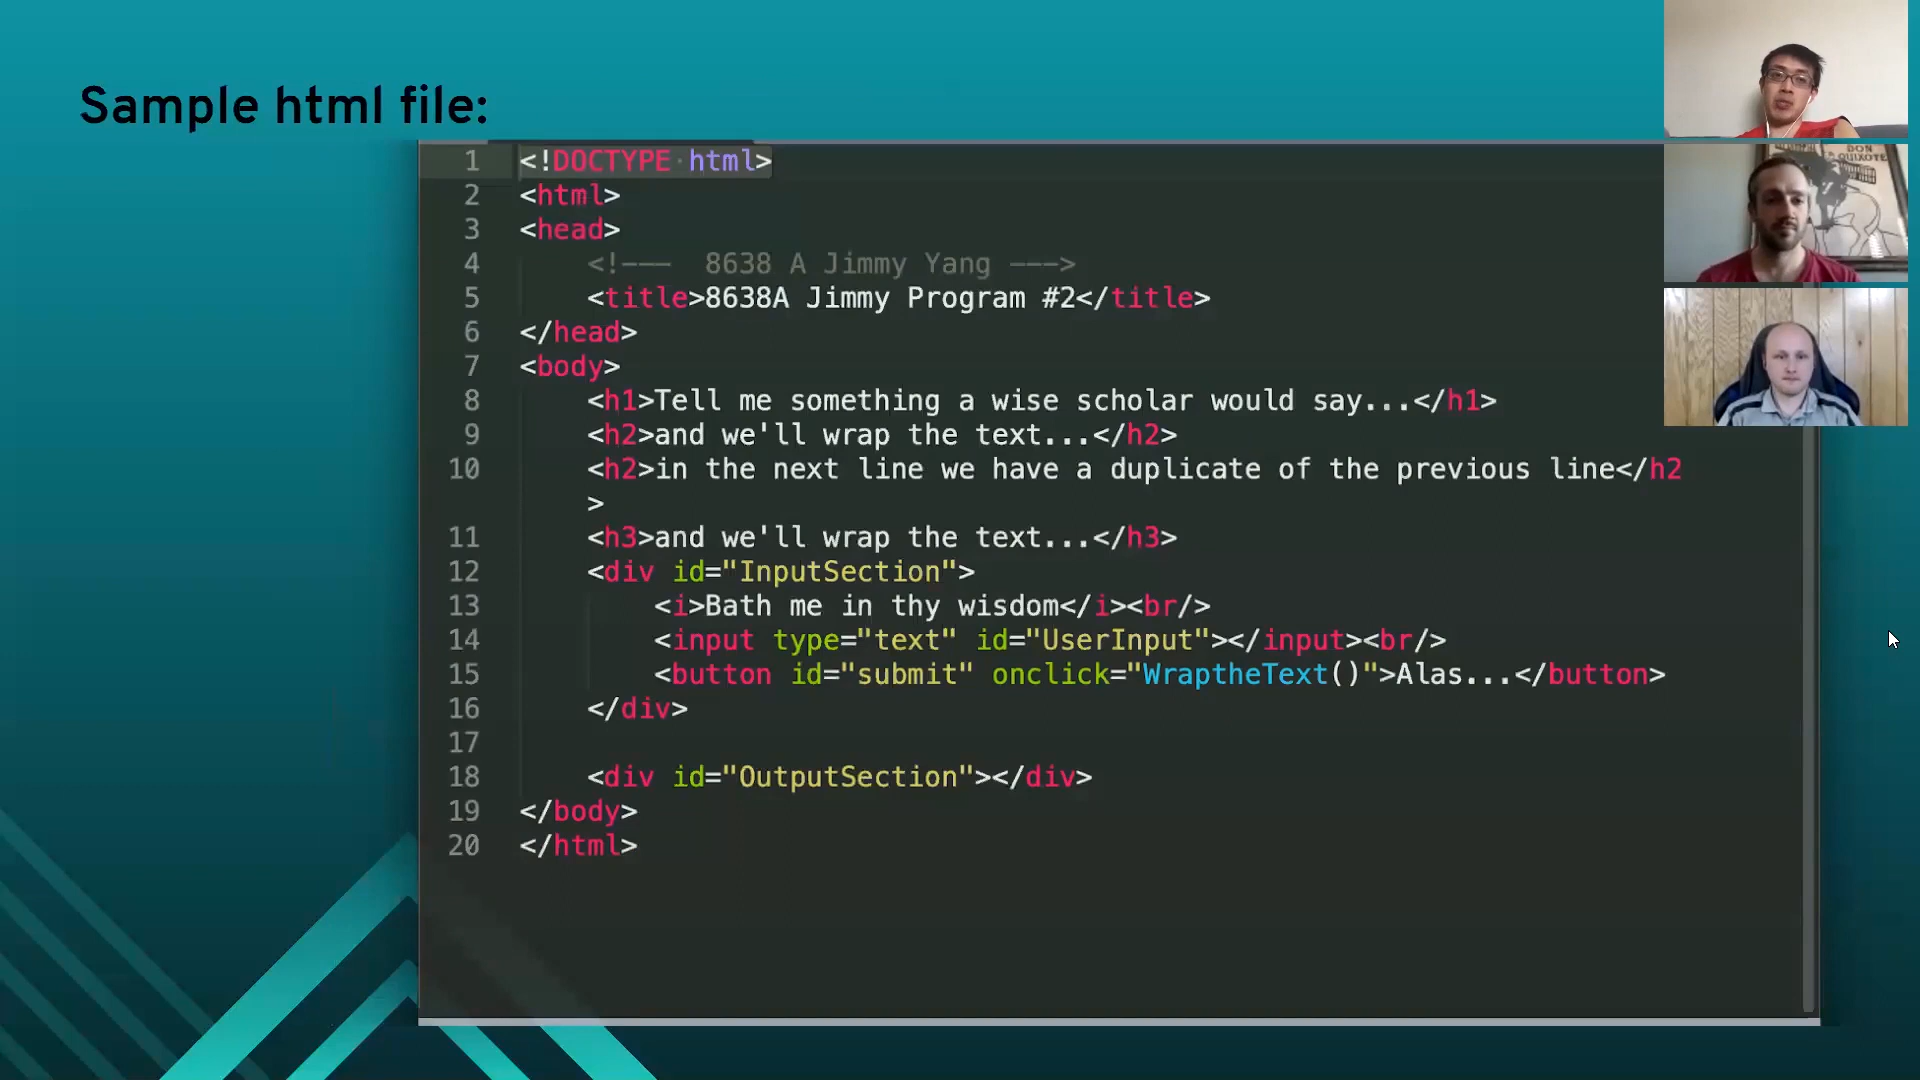 Sample html file:
1 <!DOCTYPE html>
2 <html>
3 <head>
4 <!--- 8638 A Jimmy Yang --->
5 <title>8638A Jimmy Program #2</title>
6 </head>
7 <body>
8 <h1>Tell me something a wise scholar would say...</h1>
9 <h2>and we'll wrap the text...</h2>
10 <h2>in the next line we have a duplicate of the previous line</h2
>
11 <h3>and we'll wrap the text...</h3>
12 <div id="InputSection">
13 <i>Bath me in thy wisdom</i><br/>
14 <input type="text" id="UserInput"></input><br/>
15 <button id="submit" onclick="WraptheText()">Alas...</button>
16 </div>
17
18 <div id="OutputSection"></div>
19 </body>
20 </html>
DON
QUIXOTE